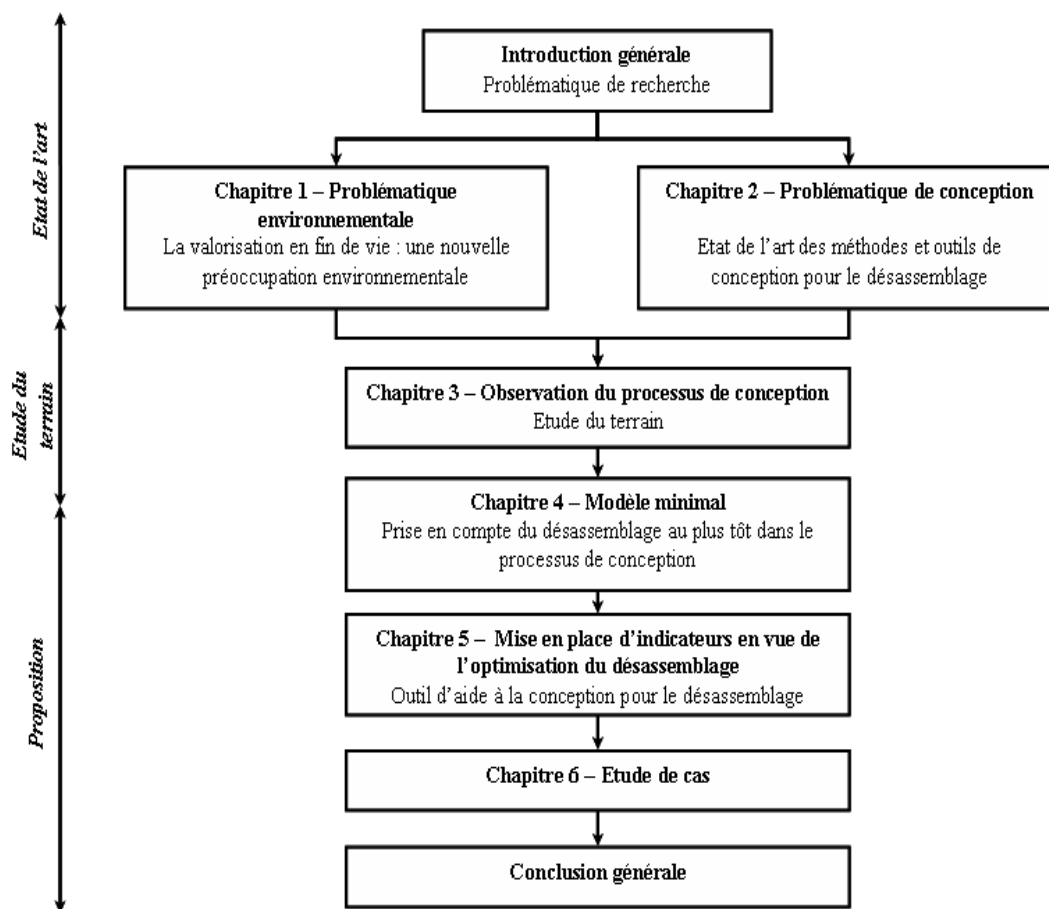 Introduction générale
Problématique de recherche
Etat de l'art
Chapitre 1 – Problématique
environnementale
La valorisation en fin de vie : une nouvelle
préoccupation environnementale
Chapitre 2 – Problématique de conception
Etat de l'art des méthodes et outils de
conception pour le désassemblage
Etude du
terrain
Chapitre 3 – Observation du processus de conception
Etude du terrain
Proposition
Chapitre 4 – Modèle minimal
Prise en compte du désassemblage au plus tôt dans le
processus de conception
Chapitre 5 – Mise en place d'indicateurs en vue de
l'optimisation du désassemblage
Outil d'aide à la conception pour le désassemblage
Chapitre 6 – Etude de cas
Conclusion générale